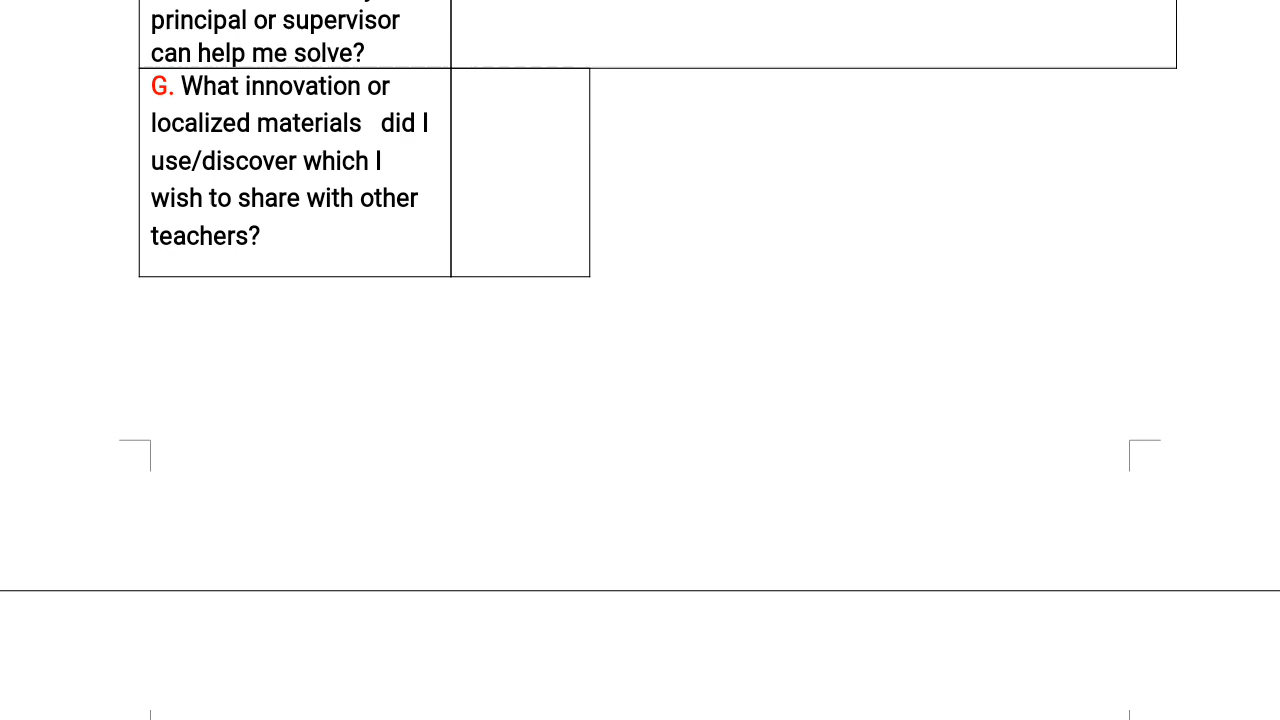 principal or supervisor
can help me solve?
G. What innovation or
localized materials   did I
use/discover which I
wish to share with other
teachers?